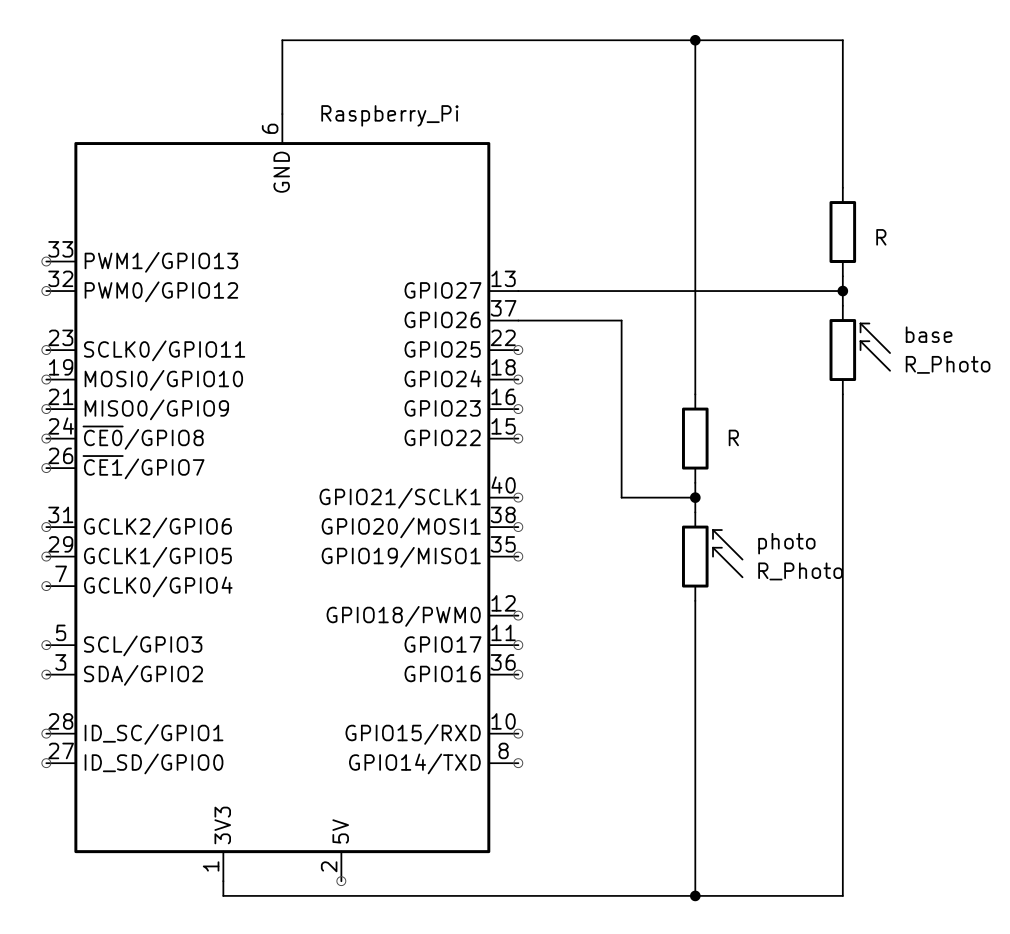 Raspberry_Pi
6
GND
33 PWM1/GPIO13
32 PWM0/GPIO12
GPIO27 13
GPIO26 37
23 SCLK0/GPIO11
GPIO25 22
19 MOSI0/GPIO10
GPIO24 18
21 MISO0/GPIO9
GPIO23 16
24 CE0/GPIO8
GPIO22 15
26 CE1/GPIO7
GPIO21/SCLK1 40
31 GCLK2/GPIO6
GPIO20/MOSI1 38
29 GCLK1/GPIO5
GPIO19/MISO1 35
7 GCLK0/GPIO4
GPIO18/PWM0 12
5 SCL/GPIO3
GPIO17 11
3 SDA/GPIO2
GPIO16 36
28 ID_SC/GPIO1
GPIO15/RXD 10
27 ID_SD/GPIO0
GPIO14/TXD 8
3V3
5V
1
2
R
base
R_Photo
R
photo
R_Photo